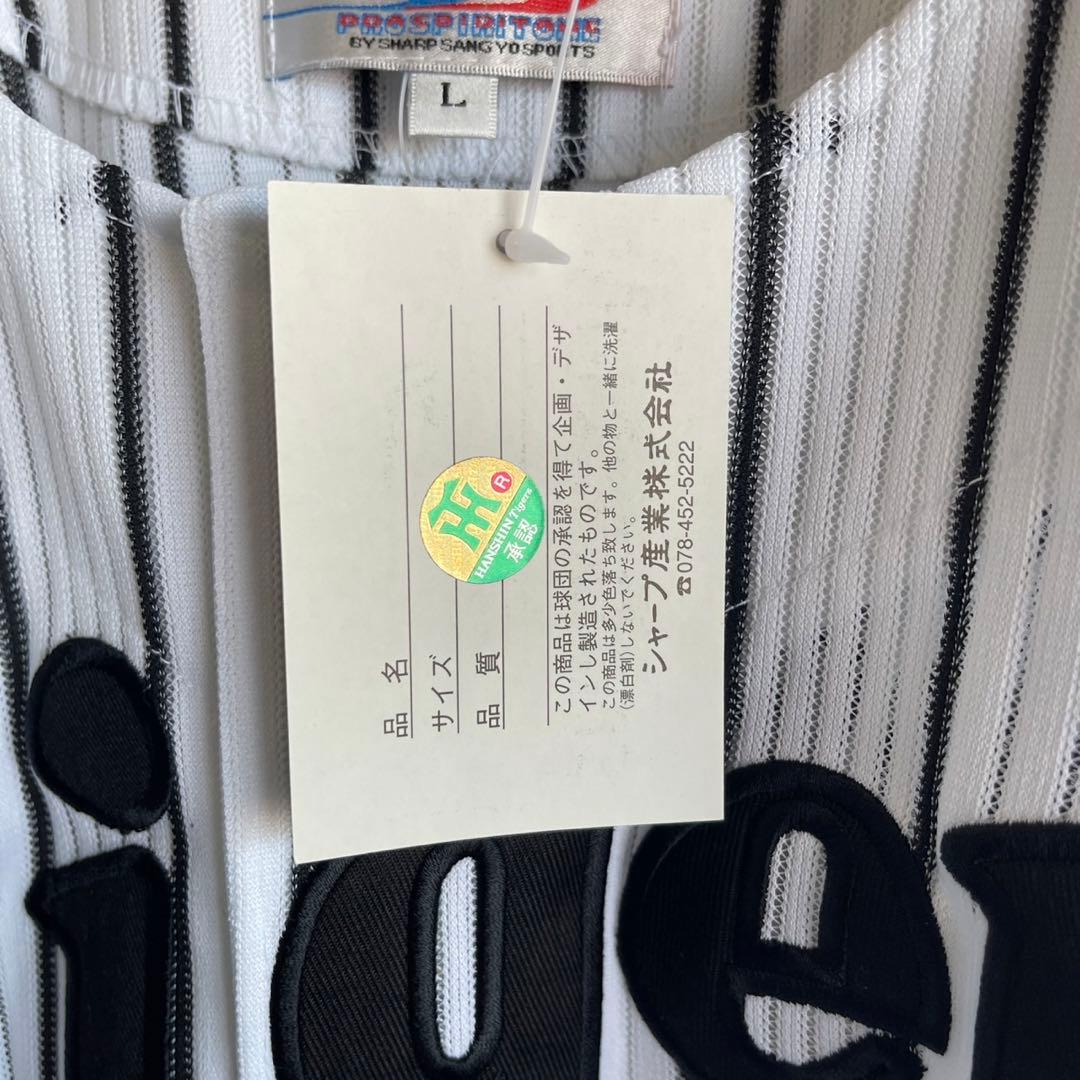 PROSPIRITONE
BY SHARP SANGYO SPORTS
L
品名
サイズ
品質
HANSHIN Tigers
承認
R
この商品は球団の承認を得て企画・デザ
インし製造されたものです。
この商品は多少色落ち致します。他の物と一緒に洗濯
(漂白剤)しないでください。
シャープ産業株式会社
☎078-452-5222
iger